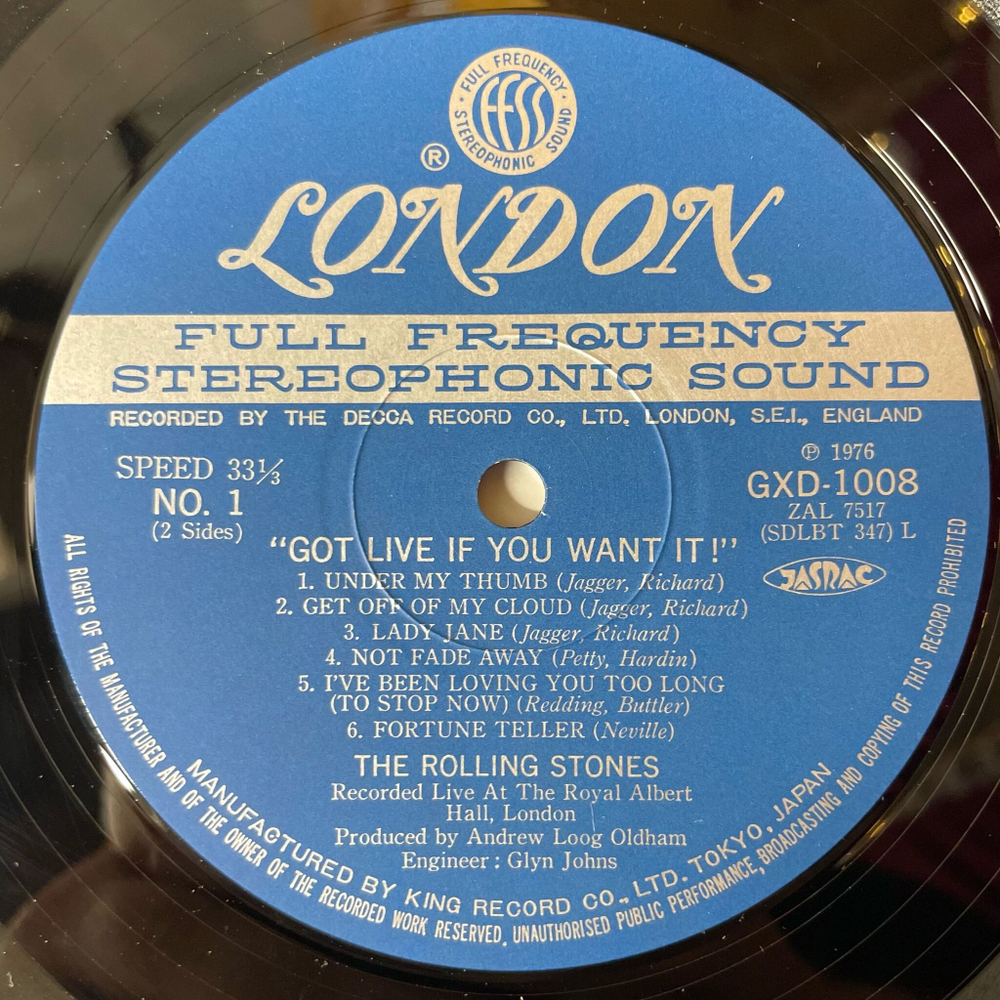 FULL FREQUENCY
FFSS
STEREOPHONIC SOUND
®
LONDON
FULL FREQUENCY
STEREOPHONIC SOUND
RECORDED BY THE DECCA RECORD CO., LTD. LONDON, S.E.I., ENGLAND
SPEED 33⅓
NO. 1
(2 Sides)
℗ 1976
GXD-1008
ZAL 7517
(SDLBT 347) L
JASRAC
"GOT LIVE IF YOU WANT IT!"
1. UNDER MY THUMB (Jagger, Richard)
2. GET OFF OF MY CLOUD (Jagger, Richard)
3. LADY JANE (Jagger, Richard)
4. NOT FADE AWAY (Petty, Hardin)
5. I'VE BEEN LOVING YOU TOO LONG
(TO STOP NOW) (Redding, Buttler)
6. FORTUNE TELLER (Neville)
THE ROLLING STONES
Recorded Live At The Royal Albert
Hall, London
Produced by Andrew Loog Oldham
Engineer : Glyn Johns
MANUFACTURED BY KING RECORD CO., LTD. TOKYO, JAPAN
ALL RIGHTS OF THE MANUFACTURER AND OF THE OWNER OF THE RECORDED WORK RESERVED. UNAUTHORISED PUBLIC PERFORMANCE, BROADCASTING AND COPYING OF THIS RECORD PROHIBITED